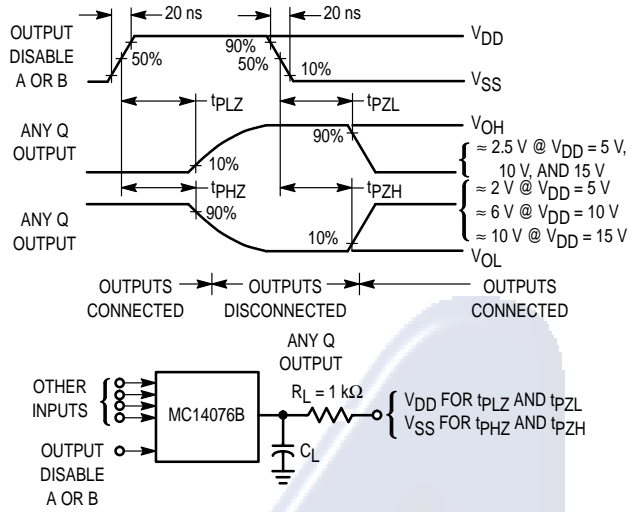 20 ns
20 ns
OUTPUT
DISABLE
A OR B
50%
90%
50%
10%
VDD
VSS
tPLZ
tPZL
ANY Q
OUTPUT
10%
90%
VOH
≈ 2.5 V @ VDD = 5 V,
10 V, AND 15 V
tPHZ
tPZH
ANY Q
OUTPUT
90%
10%
≈ 2 V @ VDD = 5 V
≈ 6 V @ VDD = 10 V
≈ 10 V @ VDD = 15 V
VOL
OUTPUTS
CONNECTED
OUTPUTS
DISCONNECTED
OUTPUTS
CONNECTED
ANY Q
OUTPUT
OTHER
INPUTS
MC14076B
RL = 1 kΩ
VDD FOR tPLZ AND tPZL
VSS FOR tPHZ AND tPZH
CL
OUTPUT
DISABLE
A OR B